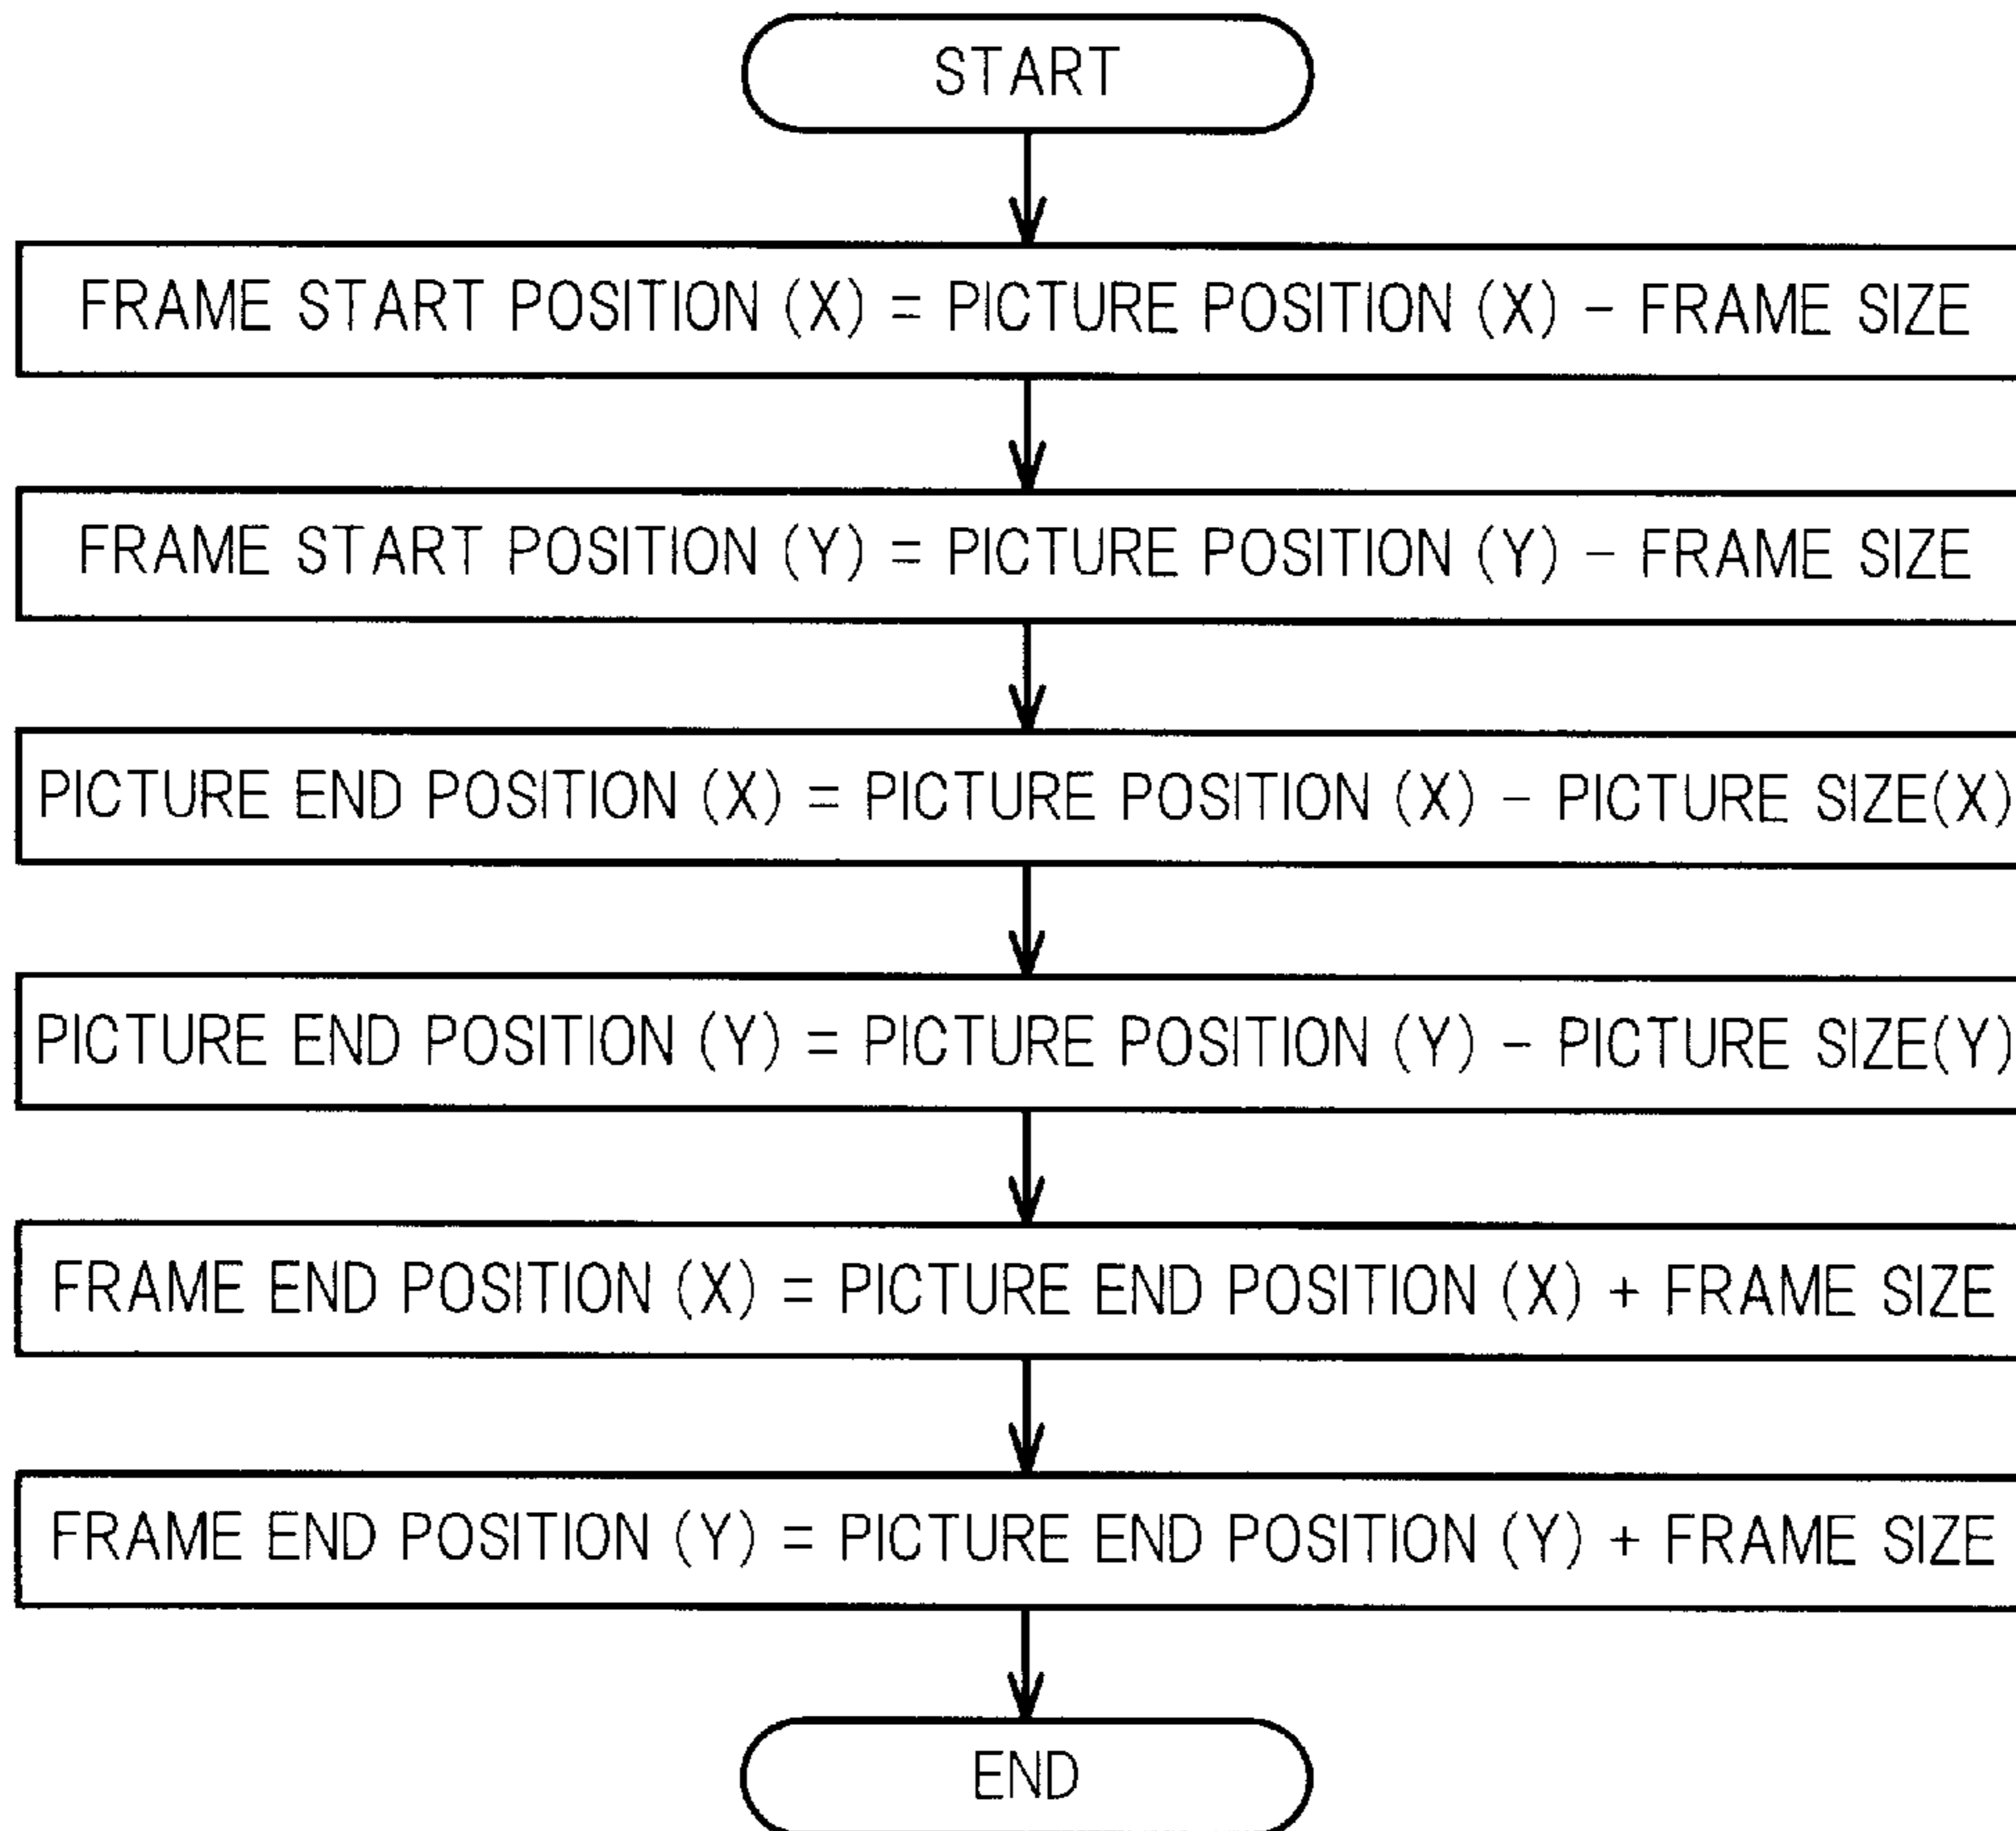 START
FRAME START POSITION (X) = PICTURE POSITION (X) - FRAME SIZE
FRAME START POSITION (Y) = PICTURE POSITION (Y) - FRAME SIZE
PICTURE END POSITION (X) = PICTURE POSITION (X) - PICTURE SIZE(X)
PICTURE END POSITION (Y) = PICTURE POSITION (Y) - PICTURE SIZE(Y)
FRAME END POSITION (X) = PICTURE END POSITION (X) + FRAME SIZE
FRAME END POSITION (Y) = PICTURE END POSITION (Y) + FRAME SIZE
END